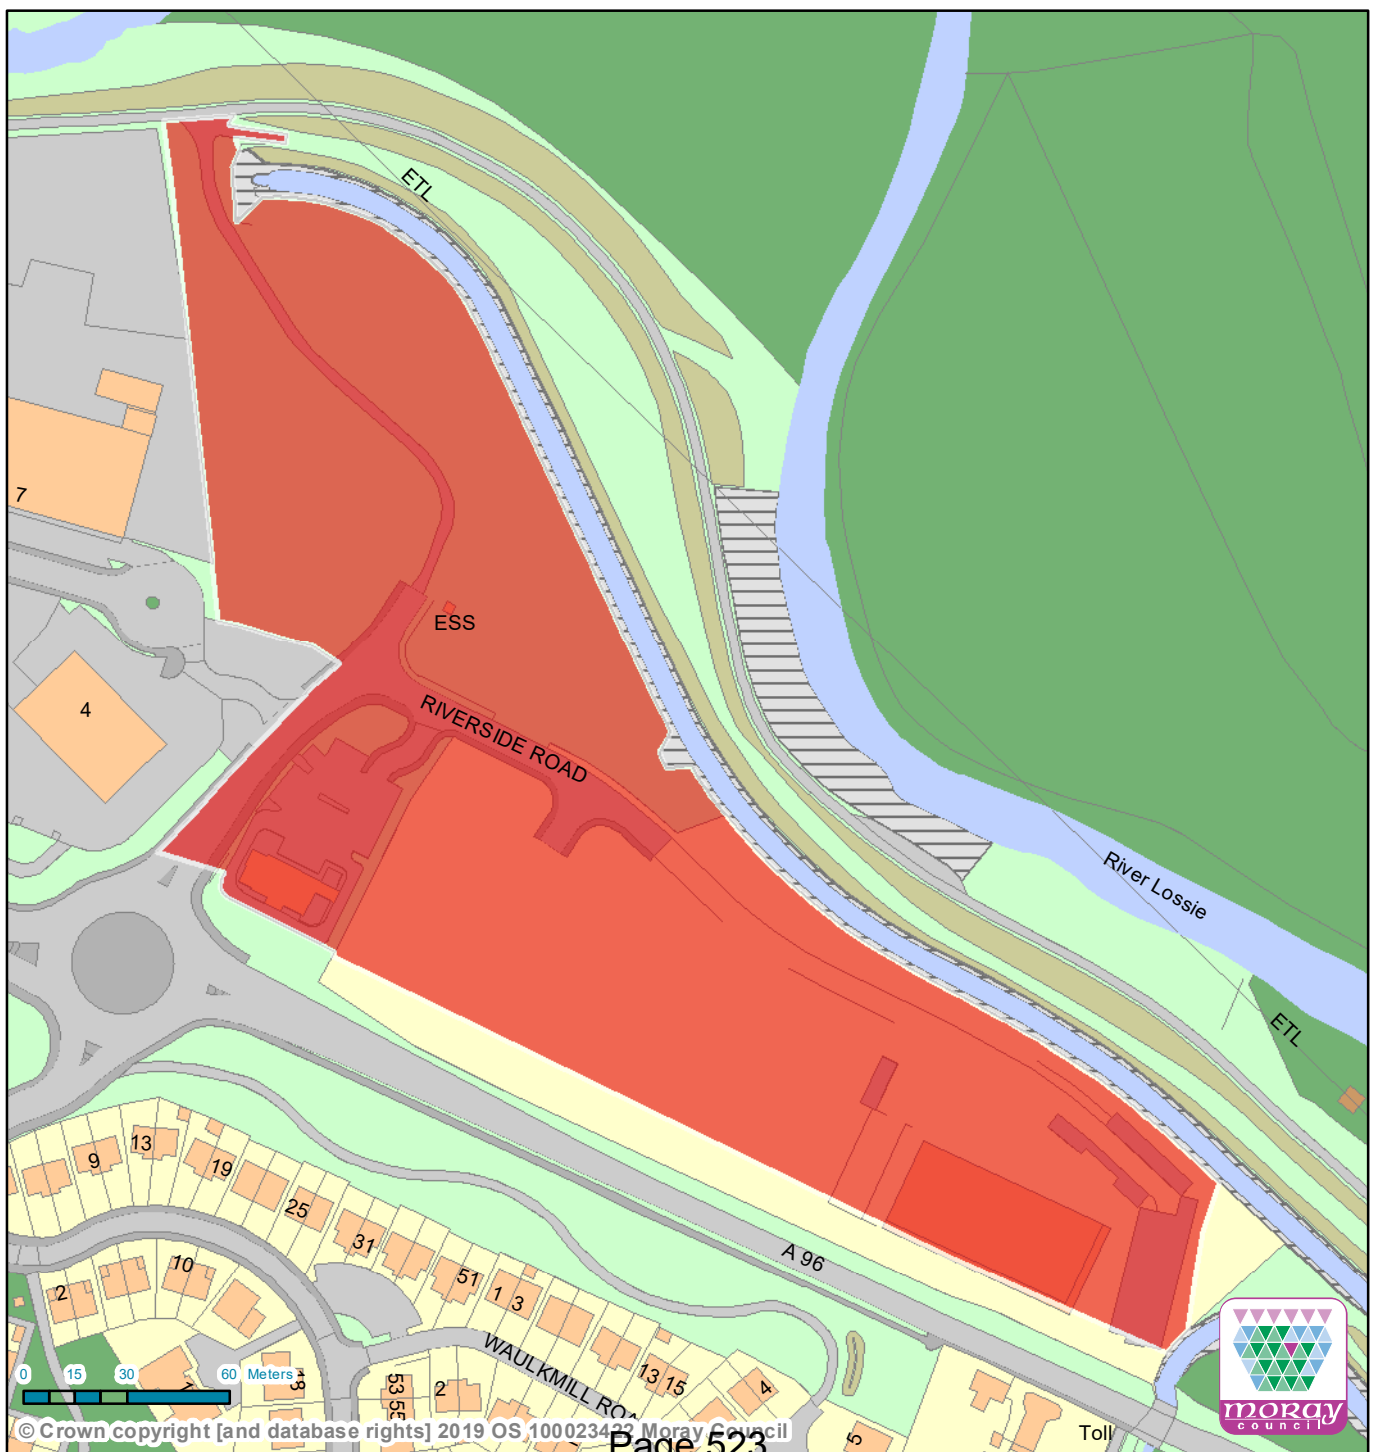 ETL
7
ESS
4
RIVERSIDE ROAD
River Lossie
ETL
13
9
19
25
31
10
51
1 3
2
A 96
WAULKMILL ROA
13 15
4
2
53
55
5
Toll
0 15 30 60 Meters
moray
council
© Crown copyright [and database rights] 2019 OS 100023422 Moray Council
Page 523